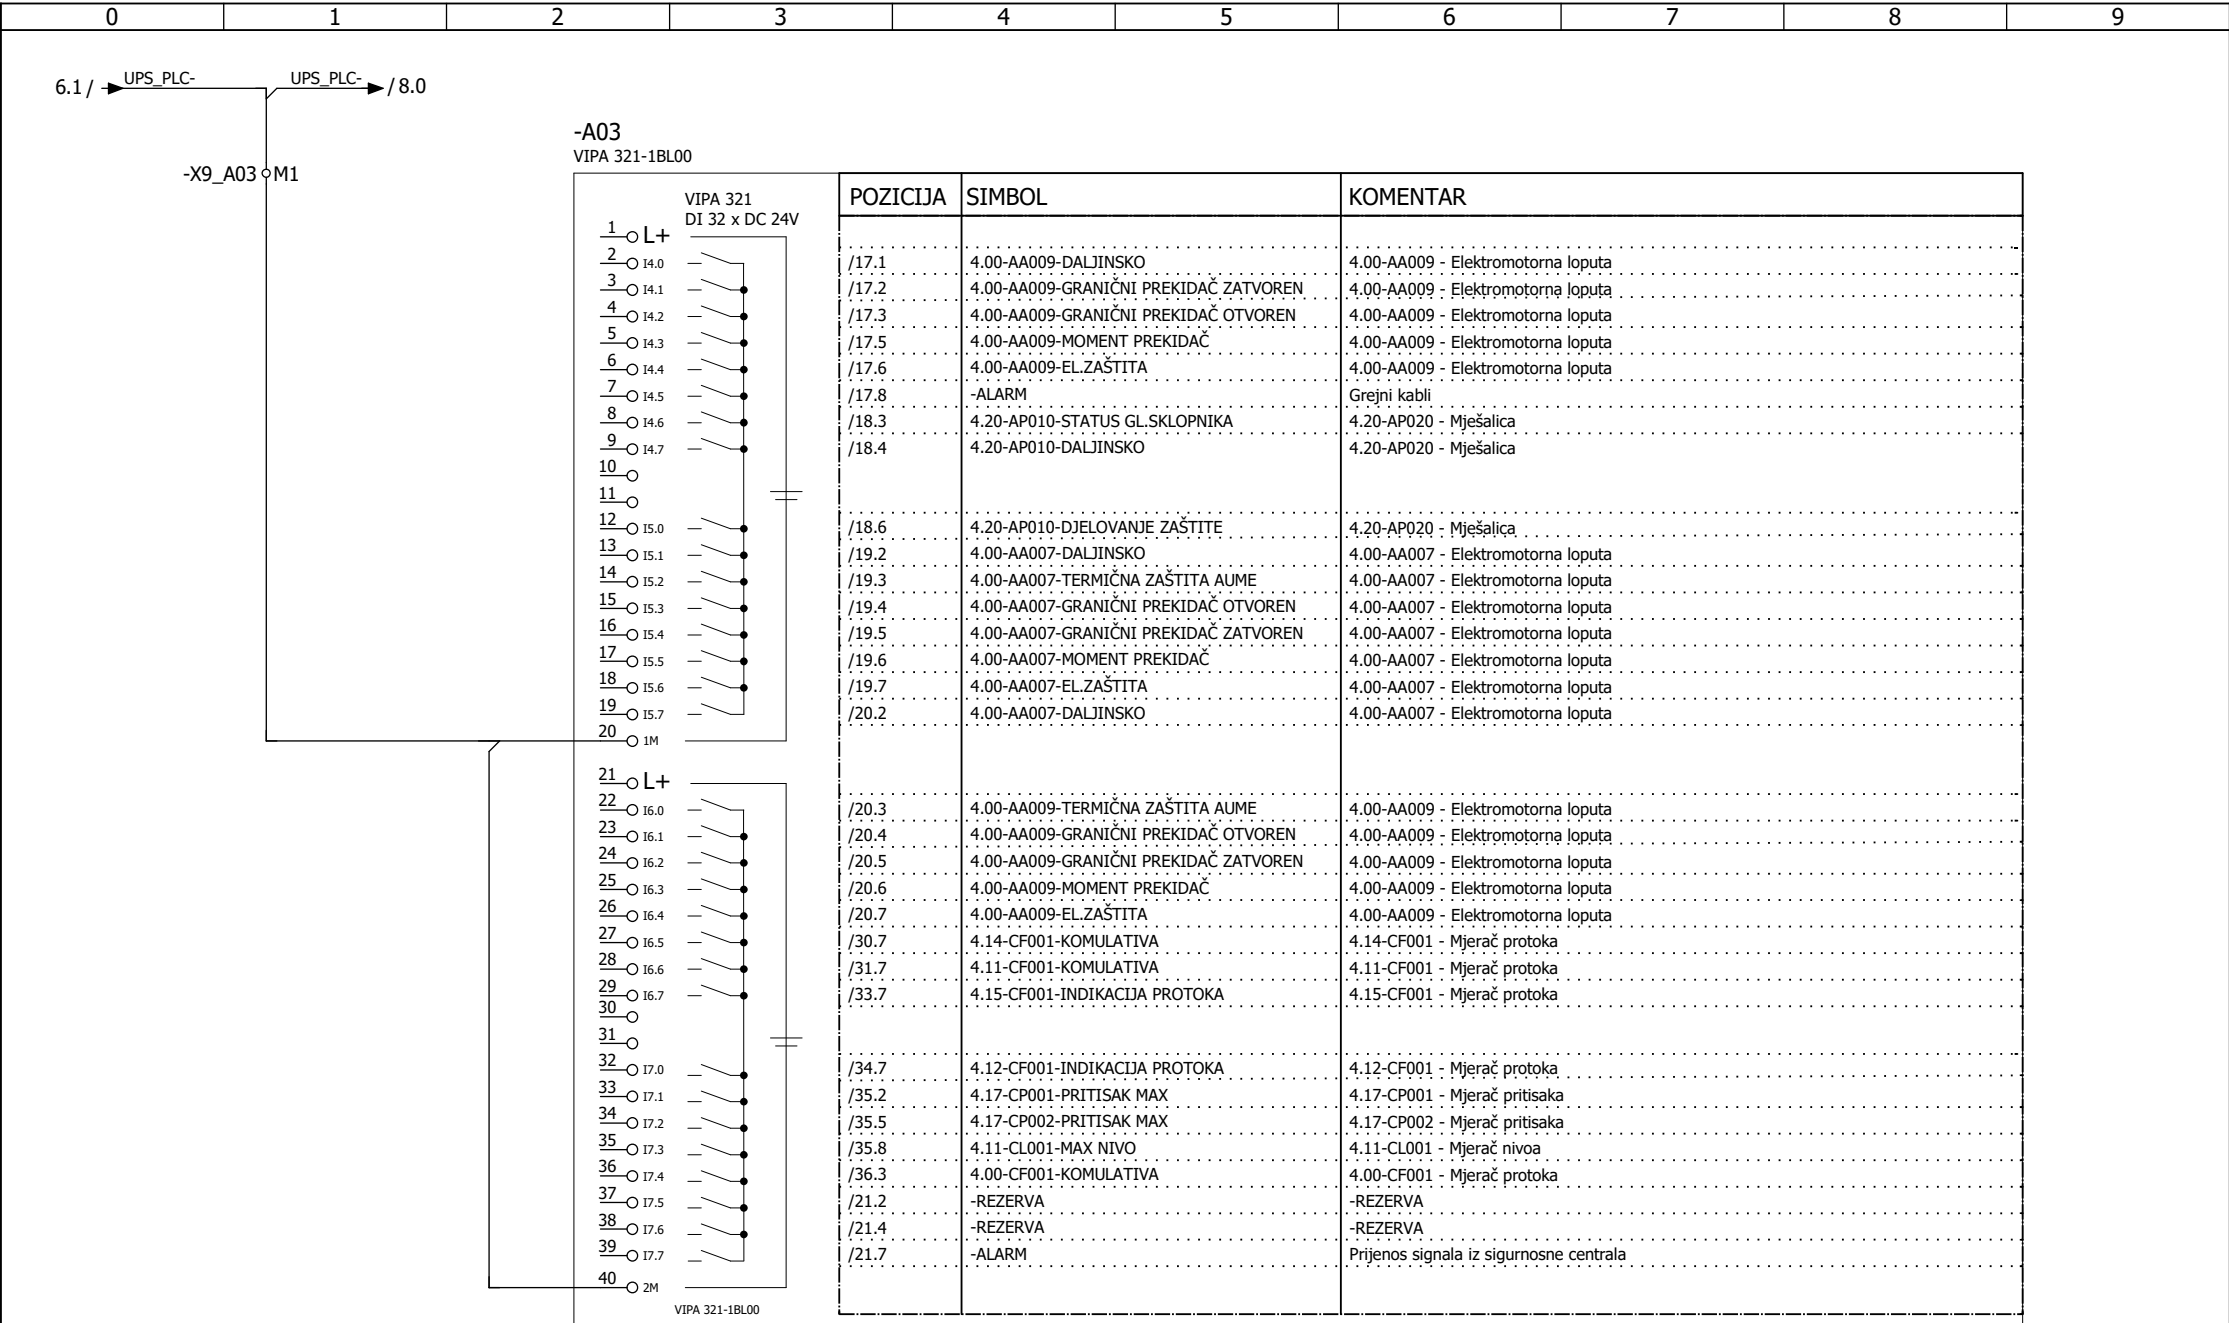 0 1 2 3 4 5 6 7 8 9
6.1 / UPS_PLC- UPS_PLC- / 8.0
-A03
VIPA 321-1BL00
-X9_A03 M1
VIPA 321
DI 32 x DC 24V
POZICIJA SIMBOL KOMENTAR
1 L+
2 I4.0 /17.1 4.00-AA009-DALJINSKO 4.00-AA009 - Elektromotorna loputa
3 I4.1 /17.2 4.00-AA009-GRANIČNI PREKIDAČ ZATVOREN 4.00-AA009 - Elektromotorna loputa
4 I4.2 /17.3 4.00-AA009-GRANIČNI PREKIDAČ OTVOREN 4.00-AA009 - Elektromotorna loputa
5 I4.3 /17.5 4.00-AA009-MOMENT PREKIDAČ 4.00-AA009 - Elektromotorna loputa
6 I4.4 /17.6 4.00-AA009-EL.ZAŠTITA 4.00-AA009 - Elektromotorna loputa
7 I4.5 /17.8 -ALARM Grejni kabli
8 I4.6 /18.3 4.20-AP010-STATUS GL.SKLOPNIKA 4.20-AP020 - Mješalica
9 I4.7 /18.4 4.20-AP010-DALJINSKO 4.20-AP020 - Mješalica
10
11
12 I5.0 /18.6 4.20-AP010-DJELOVANJE ZAŠTITE 4.20-AP020 - Mješalica
13 I5.1 /19.2 4.00-AA007-DALJINSKO 4.00-AA007 - Elektromotorna loputa
14 I5.2 /19.3 4.00-AA007-TERMIČNA ZAŠTITA AUME 4.00-AA007 - Elektromotorna loputa
15 I5.3 /19.4 4.00-AA007-GRANIČNI PREKIDAČ OTVOREN 4.00-AA007 - Elektromotorna loputa
16 I5.4 /19.5 4.00-AA007-GRANIČNI PREKIDAČ ZATVOREN 4.00-AA007 - Elektromotorna loputa
17 I5.5 /19.6 4.00-AA007-MOMENT PREKIDAČ 4.00-AA007 - Elektromotorna loputa
18 I5.6 /19.7 4.00-AA007-EL.ZAŠTITA 4.00-AA007 - Elektromotorna loputa
19 I5.7 /20.2 4.00-AA007-DALJINSKO 4.00-AA007 - Elektromotorna loputa
20 1M
21 L+
22 I6.0 /20.3 4.00-AA009-TERMIČNA ZAŠTITA AUME 4.00-AA009 - Elektromotorna loputa
23 I6.1 /20.4 4.00-AA009-GRANIČNI PREKIDAČ OTVOREN 4.00-AA009 - Elektromotorna loputa
24 I6.2 /20.5 4.00-AA009-GRANIČNI PREKIDAČ ZATVOREN 4.00-AA009 - Elektromotorna loputa
25 I6.3 /20.6 4.00-AA009-MOMENT PREKIDAČ 4.00-AA009 - Elektromotorna loputa
26 I6.4 /20.7 4.00-AA009-EL.ZAŠTITA 4.00-AA009 - Elektromotorna loputa
27 I6.5 /30.7 4.14-CF001-KOMULATIVA 4.14-CF001 - Mjerač protoka
28 I6.6 /31.7 4.11-CF001-KOMULATIVA 4.11-CF001 - Mjerač protoka
29 I6.7 /33.7 4.15-CF001-INDIKACIJA PROTOKA 4.15-CF001 - Mjerač protoka
30
31
32 I7.0 /34.7 4.12-CF001-INDIKACIJA PROTOKA 4.12-CF001 - Mjerač protoka
33 I7.1 /35.2 4.17-CP001-PRITISAK MAX 4.17-CP001 - Mjerač pritisaka
34 I7.2 /35.5 4.17-CP002-PRITISAK MAX 4.17-CP002 - Mjerač pritisaka
35 I7.3 /35.8 4.11-CL001-MAX NIVO 4.11-CL001 - Mjerač nivoa
36 I7.4 /36.3 4.00-CF001-KOMULATIVA 4.00-CF001 - Mjerač protoka
37 I7.5 /21.2 -REZERVA -REZERVA
38 I7.6 /21.4 -REZERVA -REZERVA
39 I7.7 /21.7 -ALARM Prijenos signala iz sigurnosne centrala
40 2M
VIPA 321-1BL00